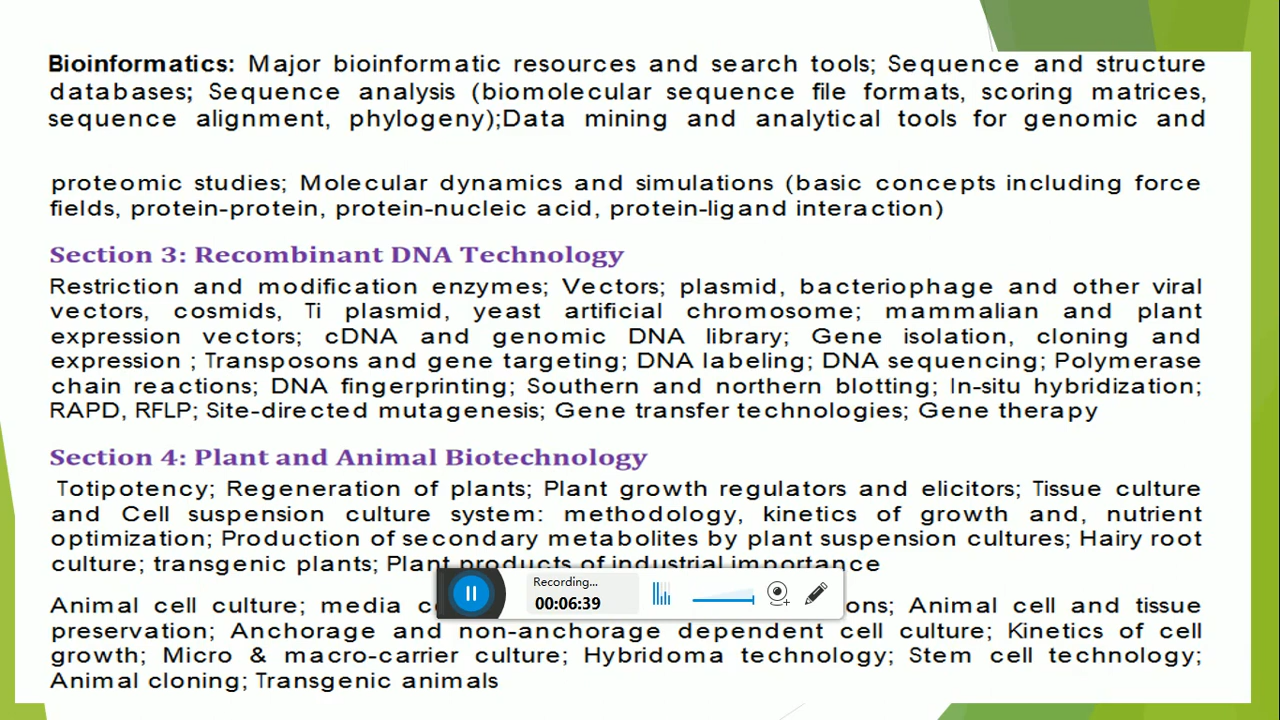 Bioinformatics: Major bioinformatic resources and search tools; Sequence and structure
databases; Sequence analysis (biomolecular sequence file formats, scoring matrices,
sequence alignment, phylogeny);Data mining and analytical tools for genomic and
proteomic studies; Molecular dynamics and simulations (basic concepts including force
fields, protein-protein, protein-nucleic acid, protein-ligand interaction)
Section 3: Recombinant DNA Technology
Restriction and modification enzymes; Vectors; plasmid, bacteriophage and other viral
vectors, cosmids, Ti plasmid, yeast artificial chromosome; mammalian and plant
expression vectors; cDNA and genomic DNA library; Gene isolation, cloning and
expression ; Transposons and gene targeting; DNA labeling; DNA sequencing; Polymerase
chain reactions; DNA fingerprinting; Southern and northern blotting; In-situ hybridization;
RAPD, RFLP; Site-directed mutagenesis; Gene transfer technologies; Gene therapy
Section 4: Plant and Animal Biotechnology
Totipotency; Regeneration of plants; Plant growth regulators and elicitors; Tissue culture
and Cell suspension culture system: methodology, kinetics of growth and, nutrient
optimization; Production of secondary metabolites by plant suspension cultures; Hairy root
culture; transgenic plants; Plant products of industrial importance
Recording...
00:06:39
Animal cell culture; media Animal cell and tissue
preservation; Anchorage and non-anchorage dependent cell culture; Kinetics of cell
growth; Micro & macro-carrier culture; Hybridoma technology; Stem cell technology;
Animal cloning; Transgenic animals